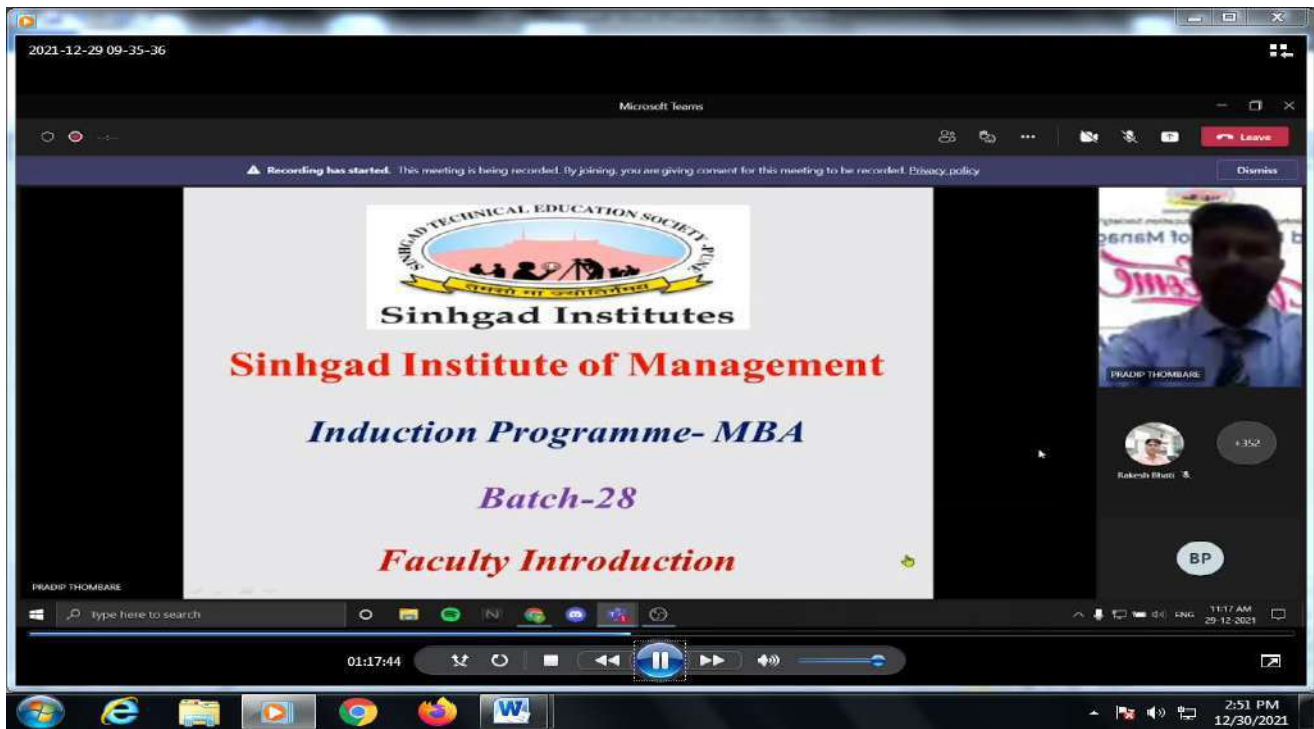 2021-12-29 09-35-36
Microsoft Teams
Leave
Recording has started. This meeting is being recorded. By joining, you are giving consent for this meeting to be recorded. Privacy policy
Dismiss
SINHGAD TECHNICAL EDUCATION SOCIETY, PUNE
तमसो मा ज्योतिर्गमय
Sinhgad Institutes
Sinhgad Institute of Management
Induction Programme- MBA
Batch-28
Faculty Introduction
PRADIP THOMBARE
PRADIP THOMBARE
Rakesh Bhati
+352
BP
Type here to search
ENG
11:17 AM
29-12-2021
01:17:44
2:51 PM
12/30/2021